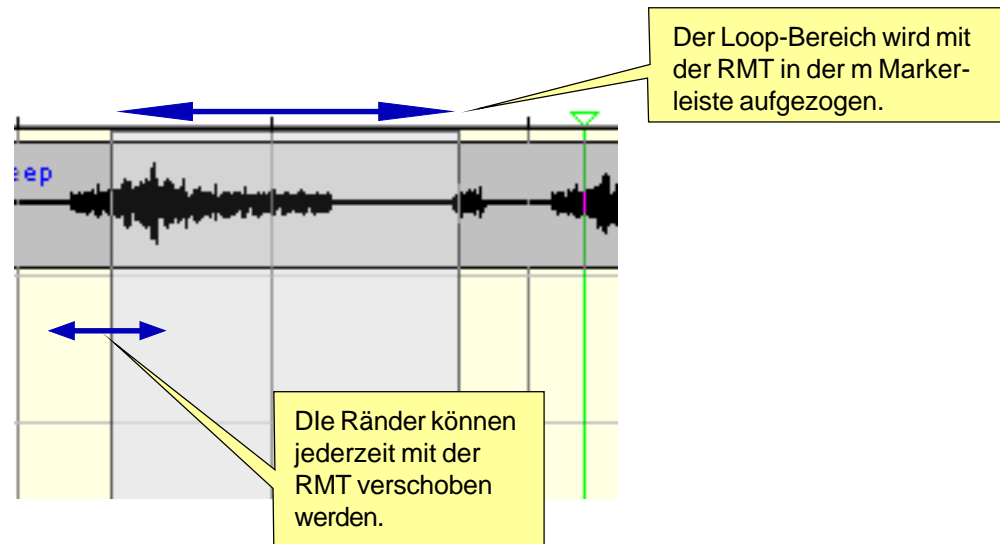 Der Loop-Bereich wird mit
der RMT in der m Marker-
leiste aufgezogen.
eep
DIe Ränder können
jederzeit mit der
RMT verschoben
werden.